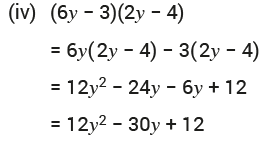 (iv) (6y − 3)(2y − 4)
= 6y(2y − 4) − 3(2y − 4)
= 12y² − 24y − 6y + 12
= 12y² − 30y + 12